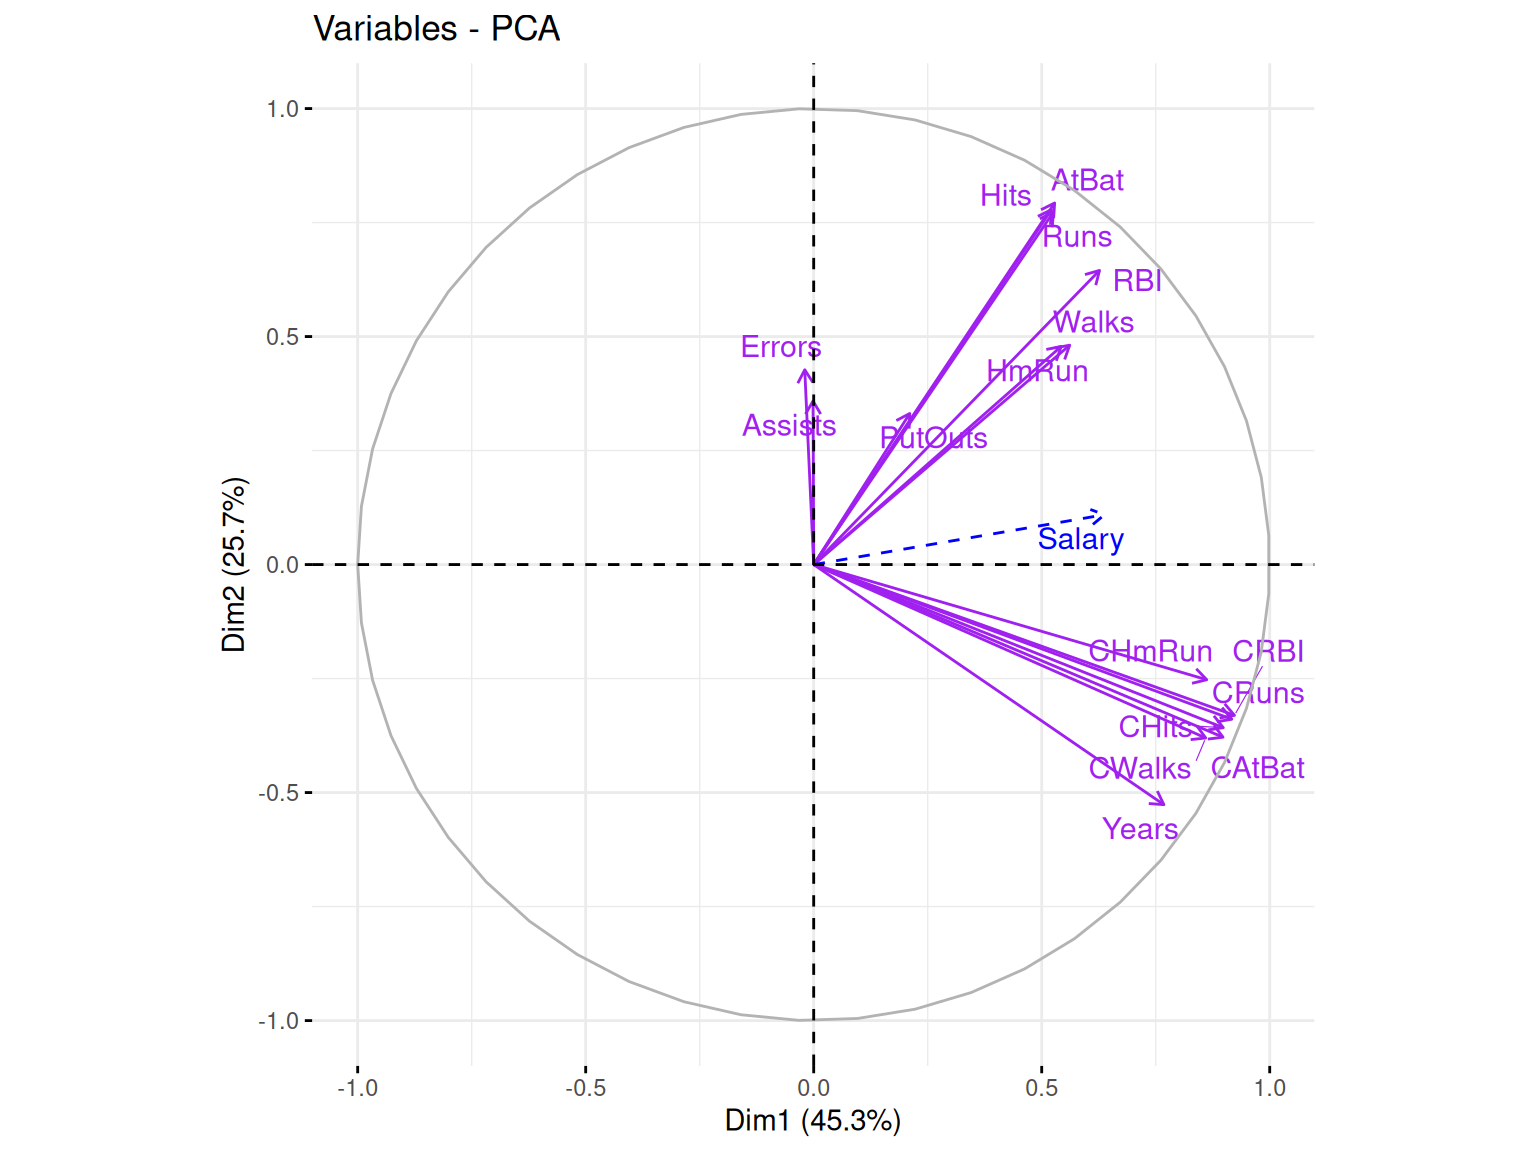 Variables - PCA
1.0
AtBat
Hits
Runs
RBI
Walks
0.5
Errors
HmRun
Assists
PutOuts
Salary
0.0
Dim2 (25.7%)
CHmRun
CRBI
CRuns
CHits
CWalks
CAtBat
-0.5
Years
-1.0
-1.0
-0.5
0.0
0.5
1.0
Dim1 (45.3%)